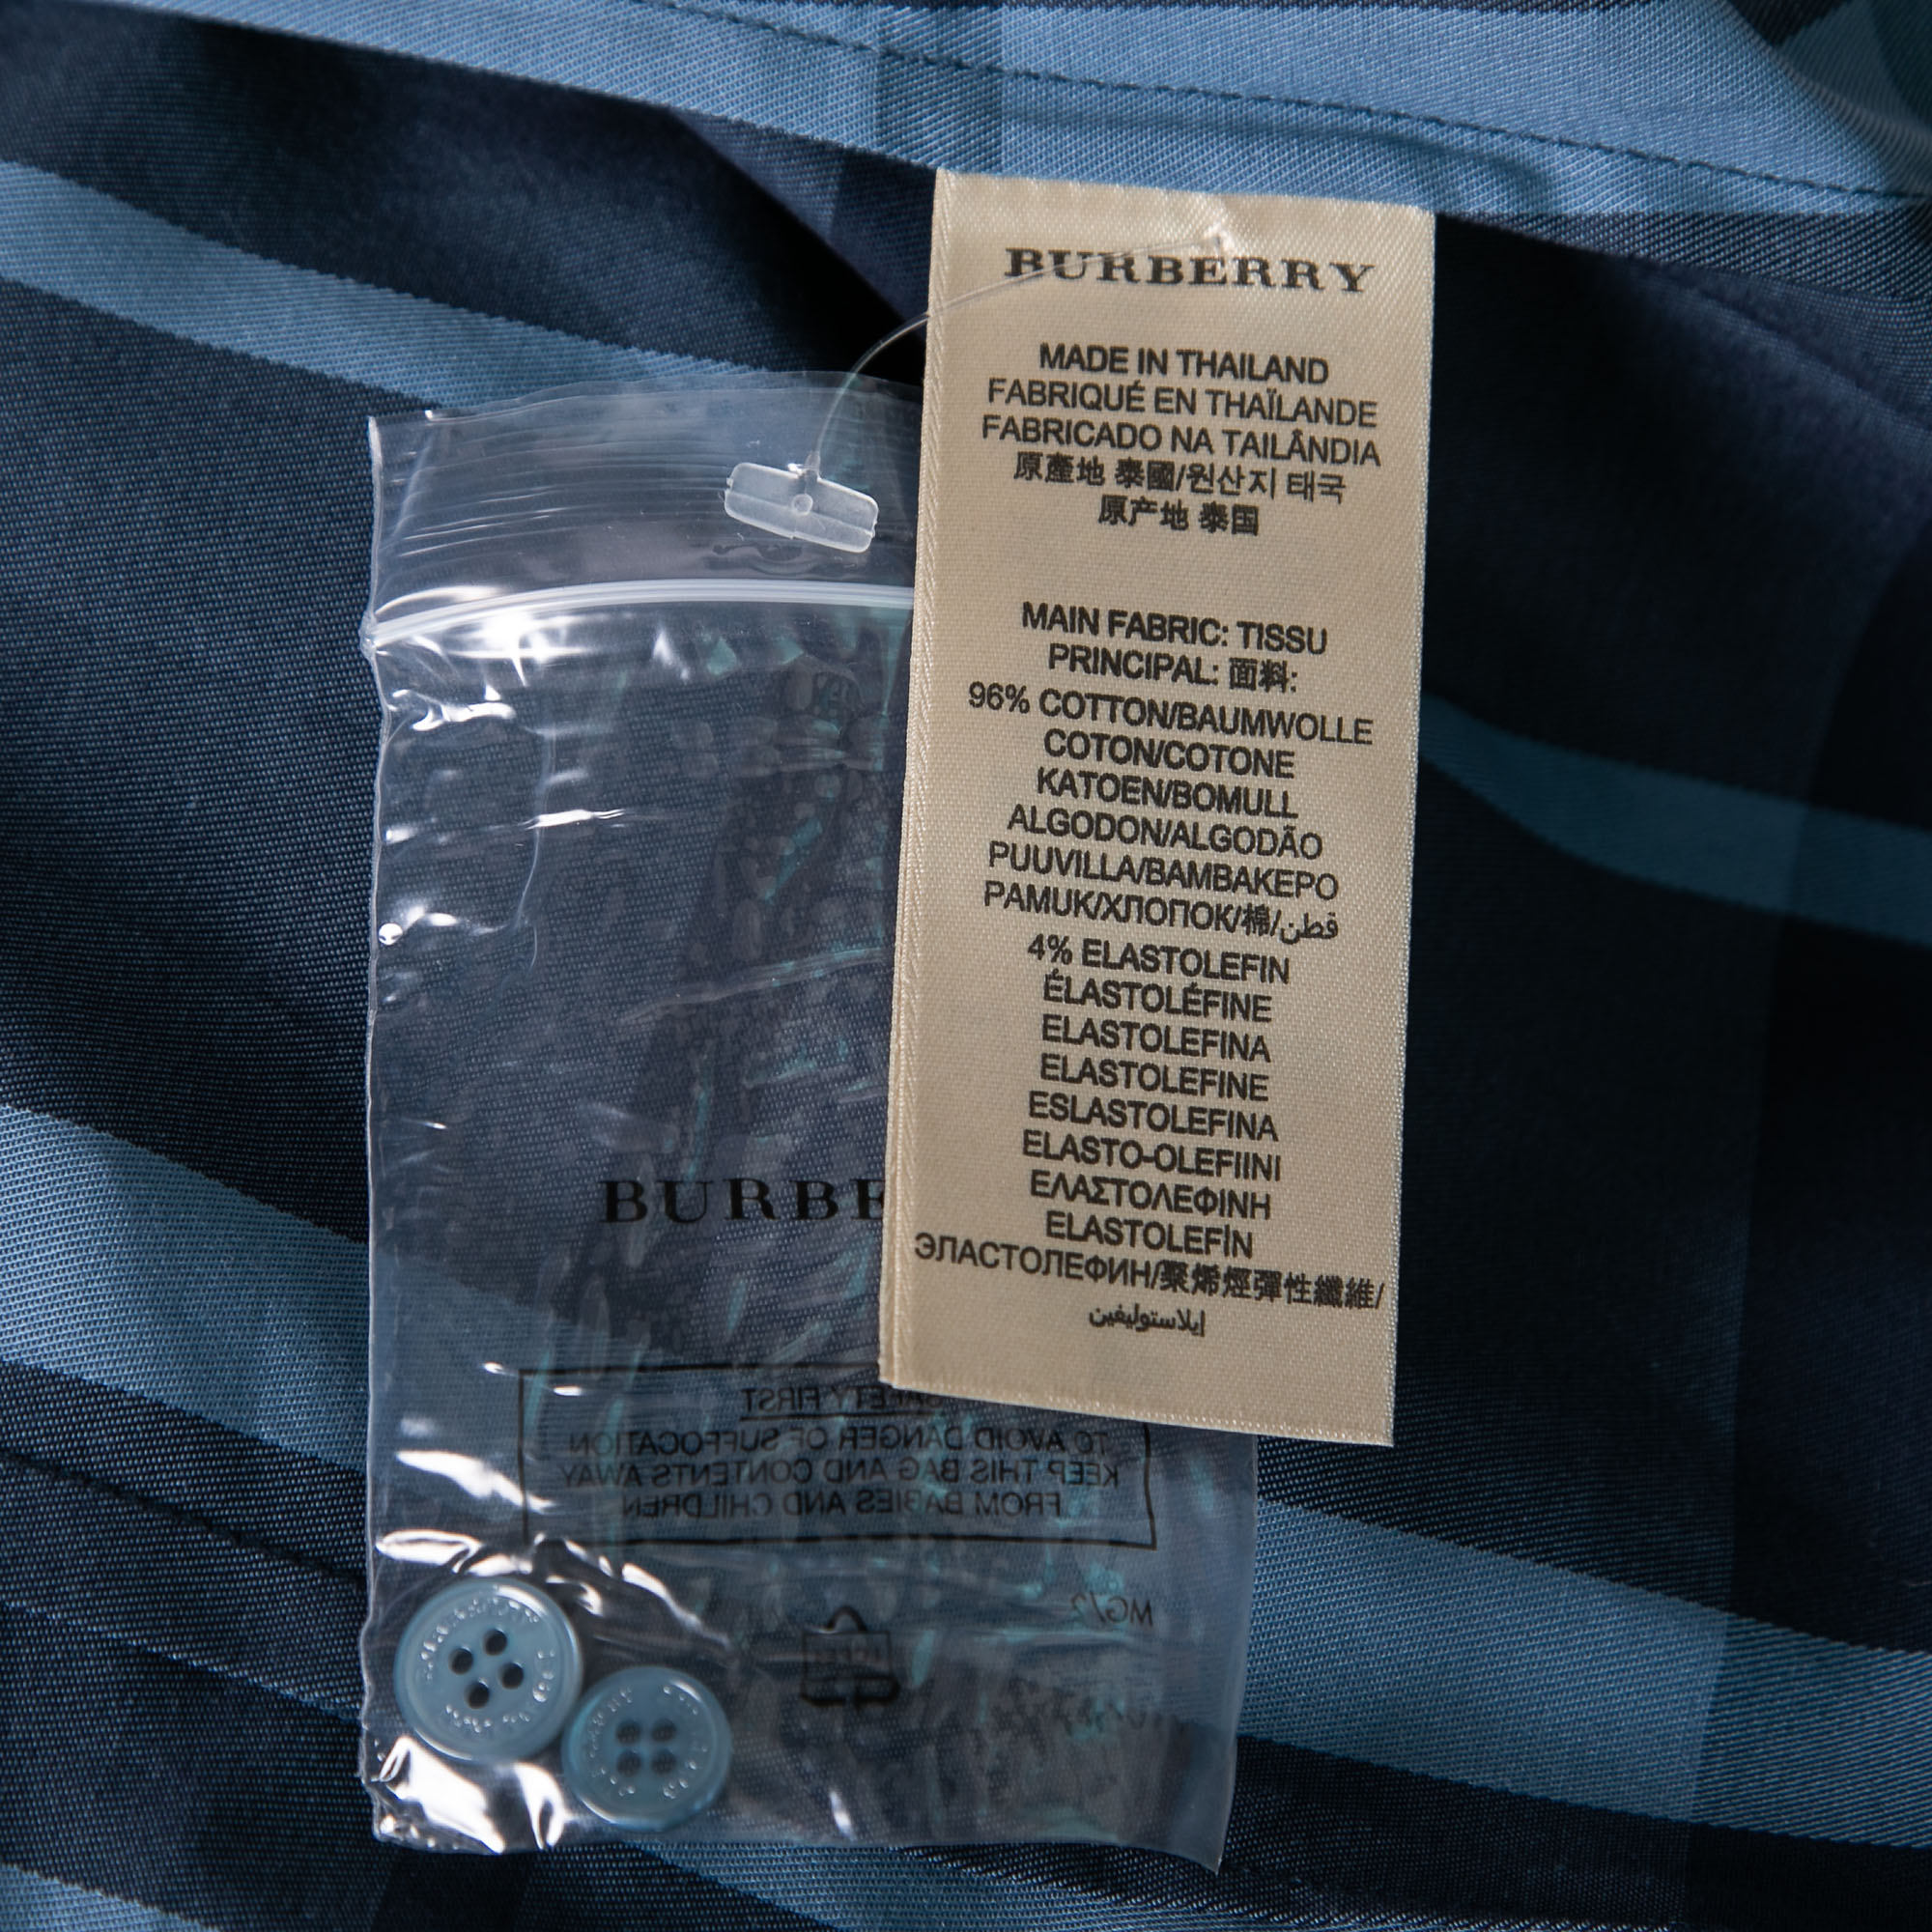 BURBERRY
MADE IN THAILAND
FABRIQUÉ EN THAÏLANDE
FABRICADO NA TAILÂNDIA
原產地 泰國/원산지 태국
原产地 泰国
MAIN FABRIC: TISSU
PRINCIPAL: 面料:
96% COTTON/BAUMWOLLE
COTON/COTONE
KATOEN/BOMULL
ALGODON/ALGODÃO
PUUVILLA/ΒΑΜΒΑΚΕΡΟ
PAMUK/ХЛОПОК/棉/قطن
4% ELASTOLEFIN
ÉLASTOLÉFINE
ELASTOLEFINA
ELASTOLEFINE
ESLASTOLEFINA
ELASTO-OLEFIINI
ΕΛΑΣΤΟΛΕΦΙΝΗ
ELASTOLEFİN
ЭЛАСТОЛЕФИН/聚烯烴彈性纖維/
إيلاستوليفين
BURBE
SAFETY FIRST
TO AVOID DANGER OF SUFFOCATION
KEEP THIS BAG AND CONTENTS AWAY
FROM BABIES AND CHILDREN
MG/2